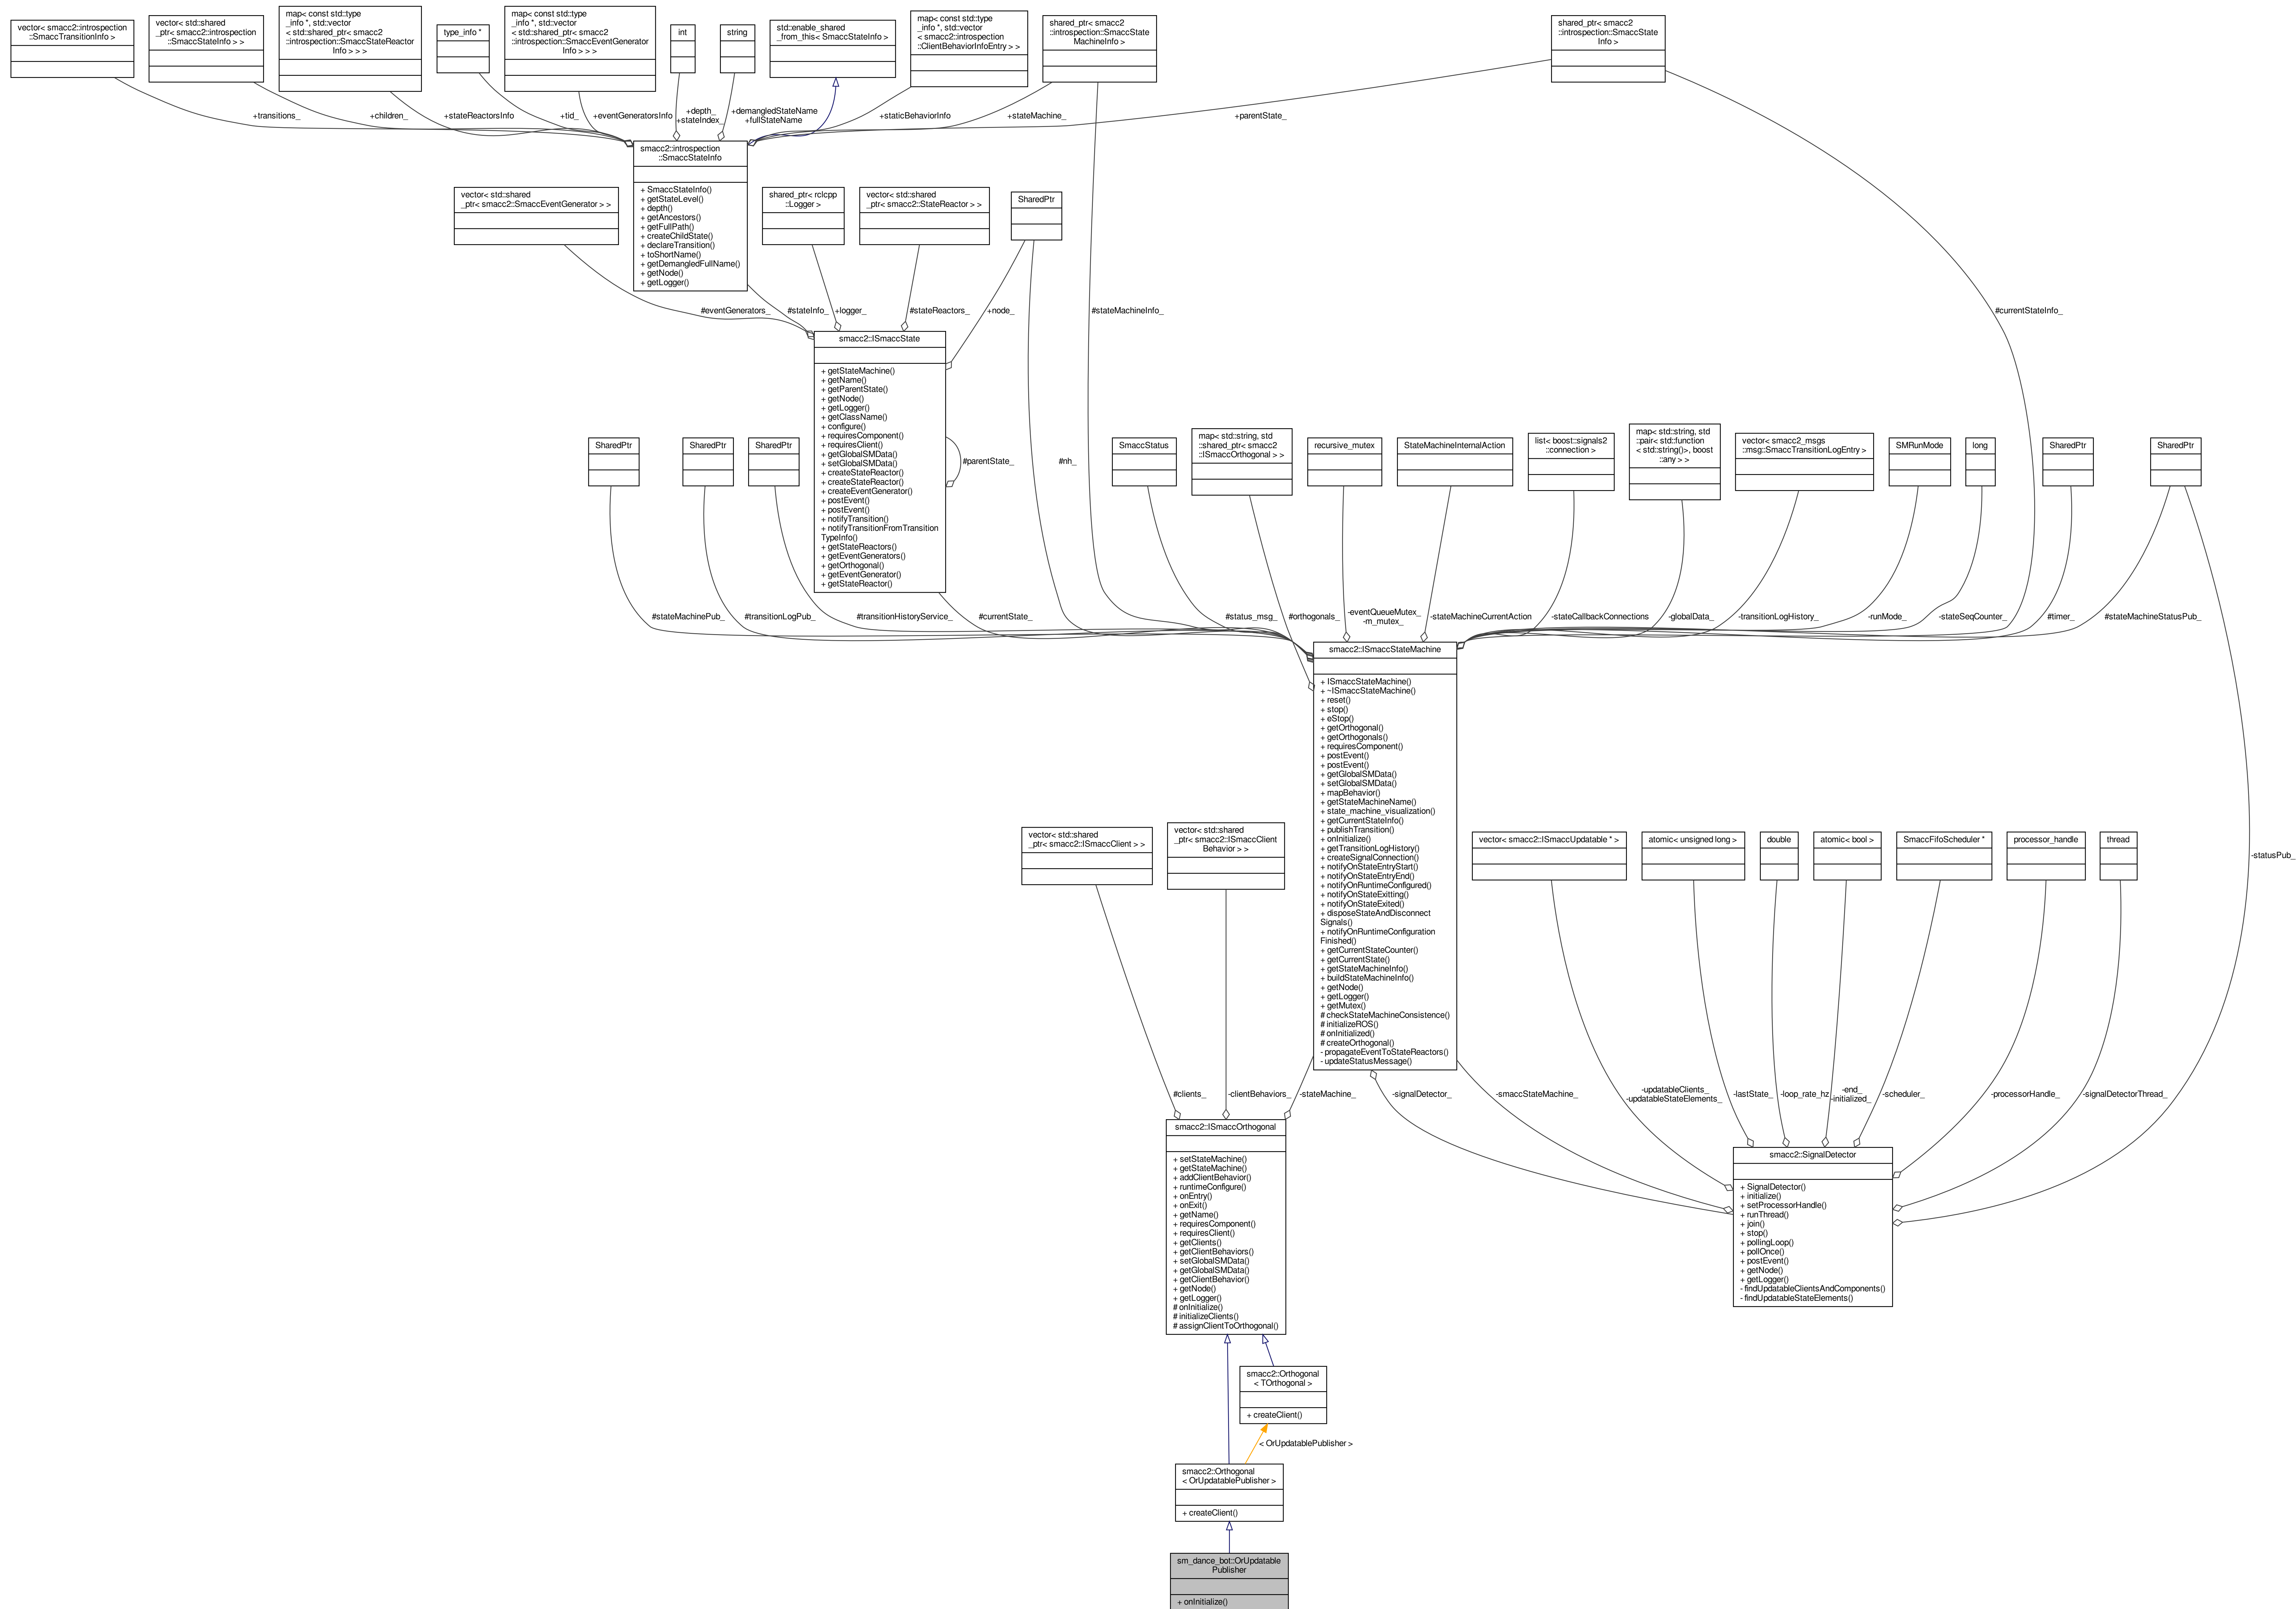 vector< smacc2::introspection
::SmaccTransitionInfo >
vector< std::shared
_ptr< smacc2::introspection
::SmaccStateInfo > >
map< const std::type
_info *, std::vector
< std::shared_ptr< smacc2
::introspection::SmaccStateReactor
Info > > >
type_info *
map< const std::type
_info *, std::vector
< std::shared_ptr< smacc2
::introspection::SmaccEventGenerator
Info > > >
int
string
std::enable_shared
_from_this< SmaccStateInfo >
map< const std::type
_info *, std::vector
< smacc2::introspection
::ClientBehaviorInfoEntry > >
shared_ptr< smacc2
::introspection::SmaccState
MachineInfo >
shared_ptr< smacc2
::introspection::SmaccState
Info >
+transitions_
+children_
+stateReactorsInfo
+tid_
+eventGeneratorsInfo
+depth_
+stateIndex_
+demangledStateName
+fullStateName
+staticBehaviorInfo
+stateMachine_
+parentState_
smacc2::introspection
::SmaccStateInfo
+ SmaccStateInfo()
+ getStateLevel()
+ depth()
+ getAncestors()
+ getFullPath()
+ createChildState()
+ declareTransition()
+ toShortName()
+ getDemangledFullName()
+ getNode()
+ getLogger()
vector< std::shared
_ptr< smacc2::SmaccEventGenerator > >
shared_ptr< rclcpp
::Logger >
vector< std::shared
_ptr< smacc2::StateReactor > >
SharedPtr
#eventGenerators_
#stateInfo_
+logger_
#stateReactors_
+node_
#stateMachineInfo_
#currentStateInfo_
smacc2::ISmaccState
+ getStateMachine()
+ getName()
+ getParentState()
+ getNode()
+ getLogger()
+ getClassName()
+ configure()
+ requiresComponent()
+ requiresClient()
+ getGlobalSMData()
+ setGlobalSMData()
+ createStateReactor()
+ createStateReactor()
+ createEventGenerator()
+ postEvent()
+ postEvent()
+ notifyTransition()
+ notifyTransitionFromTransition
TypeInfo()
+ getStateReactors()
+ getEventGenerators()
+ getOrthogonal()
+ getEventGenerator()
+ getStateReactor()
#parentState_
#nh_
SharedPtr
SharedPtr
SharedPtr
SmaccStatus
map< std::string, std
::shared_ptr< smacc2
::ISmaccOrthogonal > >
recursive_mutex
StateMachineInternalAction
list< boost::signals2
::connection >
map< std::string, std
::pair< std::function
< std::string()>, boost
::any > >
vector< smacc2_msgs
::msg::SmaccTransitionLogEntry >
SMRunMode
long
SharedPtr
SharedPtr
#stateMachinePub_
#transitionLogPub_
#transitionHistoryService_
#currentState_
#status_msg_
#orthogonals_
-eventQueueMutex_
-m_mutex_
-stateMachineCurrentAction
-stateCallbackConnections
-globalData_
-transitionLogHistory_
-runMode_
-stateSeqCounter_
#timer_
#stateMachineStatusPub_
smacc2::ISmaccStateMachine
+ ISmaccStateMachine()
+ ~ISmaccStateMachine()
+ reset()
+ stop()
+ eStop()
+ getOrthogonal()
+ getOrthogonals()
+ requiresComponent()
+ postEvent()
+ postEvent()
+ getGlobalSMData()
+ setGlobalSMData()
+ mapBehavior()
+ getStateMachineName()
+ state_machine_visualization()
+ getCurrentStateInfo()
+ publishTransition()
+ onInitialize()
+ getTransitionLogHistory()
+ createSignalConnection()
+ notifyOnStateEntryStart()
+ notifyOnStateEntryEnd()
+ notifyOnRuntimeConfigured()
+ notifyOnStateExitting()
+ notifyOnStateExited()
+ disposeStateAndDisconnect
Signals()
+ notifyOnRuntimeConfiguration
Finished()
+ getCurrentStateCounter()
+ getCurrentState()
+ getStateMachineInfo()
+ buildStateMachineInfo()
+ getNode()
+ getLogger()
+ getMutex()
# checkStateMachineConsistence()
# initializeROS()
# onInitialized()
# createOrthogonal()
- propagateEventToStateReactors()
- updateStatusMessage()
vector< std::shared
_ptr< smacc2::ISmaccClient > >
vector< std::shared
_ptr< smacc2::ISmaccClient
Behavior > >
vector< smacc2::ISmaccUpdatable * >
atomic< unsigned long >
double
atomic< bool >
SmaccFifoScheduler *
processor_handle
thread
-statusPub_
#clients_
-clientBehaviors_
-stateMachine_
-signalDetector_
-smaccStateMachine_
-updatableClients_
-updatableStateElements_
-lastState_
-loop_rate_hz
-end_
-initialized_
-scheduler_
-processorHandle_
-signalDetectorThread_
smacc2::ISmaccOrthogonal
+ setStateMachine()
+ getStateMachine()
+ addClientBehavior()
+ runtimeConfigure()
+ onEntry()
+ onExit()
+ getName()
+ requiresComponent()
+ requiresClient()
+ getClients()
+ getClientBehaviors()
+ setGlobalSMData()
+ getGlobalSMData()
+ getClientBehavior()
+ getNode()
+ getLogger()
# onInitialize()
# initializeClients()
# assignClientToOrthogonal()
smacc2::SignalDetector
+ SignalDetector()
+ initialize()
+ setProcessorHandle()
+ runThread()
+ join()
+ stop()
+ pollingLoop()
+ pollOnce()
+ postEvent()
+ getNode()
+ getLogger()
- findUpdatableClientsAndComponents()
- findUpdatableStateElements()
smacc2::Orthogonal
< TOrthogonal >
+ createClient()
< OrUpdatablePublisher >
smacc2::Orthogonal
< OrUpdatablePublisher >
+ createClient()
sm_dance_bot::OrUpdatable
Publisher
+ onInitialize()